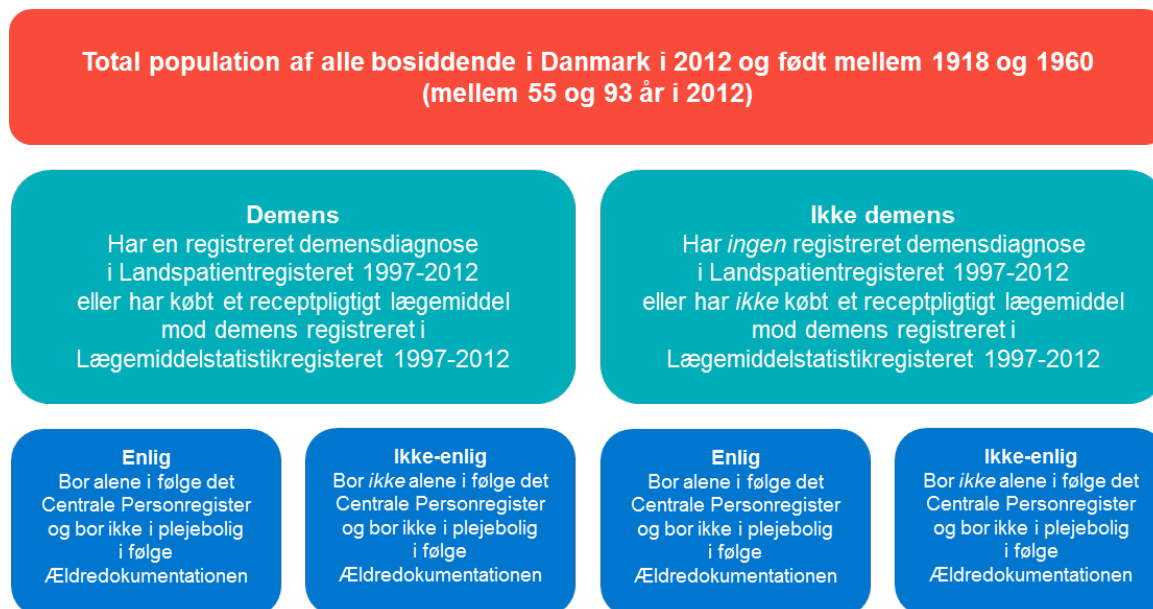 Total population af alle bosiddende i Danmark i 2012 og født mellem 1918 og 1960
(mellem 55 og 93 år i 2012)
Demens
Har en registreret demensdiagnose
i Landspatientregisteret 1997-2012
eller har købt et receptpligtigt lægemiddel
mod demens registreret i
Lægemiddelstatistikregisteret 1997-2012
Ikke demens
Har ingen registreret demensdiagnose
i Landspatientregisteret 1997-2012
eller har ikke købt et receptpligtigt lægemiddel
mod demens registreret i
Lægemiddelstatistikregisteret 1997-2012
Enlig
Bor alene i følge det
Centrale Personregister
og bor ikke i plejebolig
i følge
Ældredokumentationen
Ikke-enlig
Bor ikke alene i følge det
Centrale Personregister
og bor ikke i plejebolig
i følge
Ældredokumentationen
Enlig
Bor alene i følge det
Centrale Personregister
og bor ikke i plejebolig
i følge
Ældredokumentationen
Ikke-enlig
Bor ikke alene i følge det
Centrale Personregister
og bor ikke i plejebolig
i følge
Ældredokumentationen